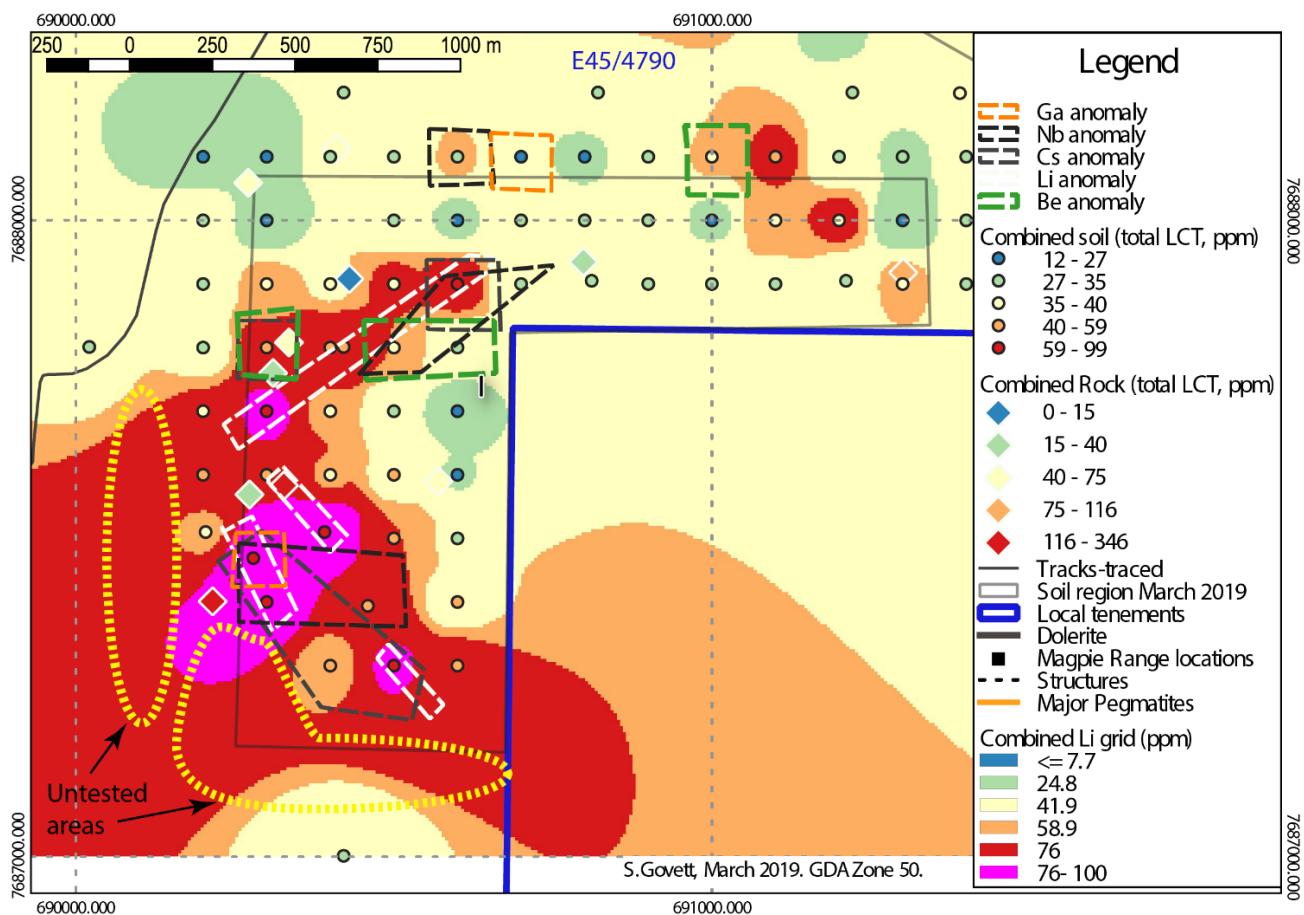 690000.000
691000.000
250 0 250 500 750 1000 m
E45/4790
7688000.000
7688000.000
7687000.000
7687000.000
Untested
areas
S.Govett, March 2019. GDA Zone 50.
690000.000
691000.000
Legend
Ga anomaly
Nb anomaly
Cs anomaly
Li anomaly
Be anomaly
Combined soil (total LCT, ppm)
12 - 27
27 - 35
35 - 40
40 - 59
59 - 99
Combined Rock (total LCT, ppm)
0 - 15
15 - 40
40 - 75
75 - 116
116 - 346
Tracks-traced
Soil region March 2019
Local tenements
Dolerite
Magpie Range locations
Structures
Major Pegmatites
Combined Li grid (ppm)
<= 7.7
24.8
41.9
58.9
76
76- 100